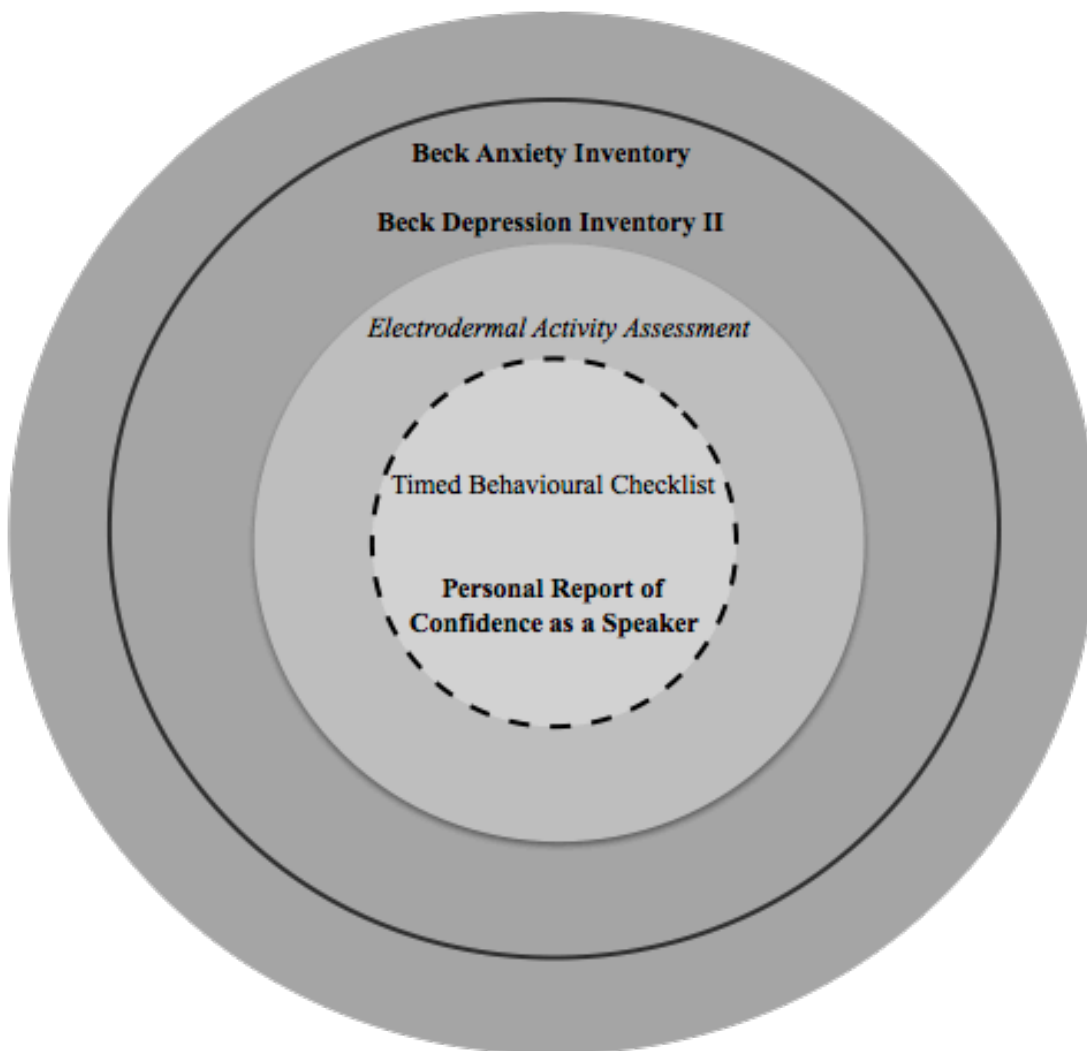 Beck Anxiety Inventory
Beck Depression Inventory II
Electrodermal Activity Assessment
Timed Behavioural Checklist
Personal Report of
Confidence as a Speaker